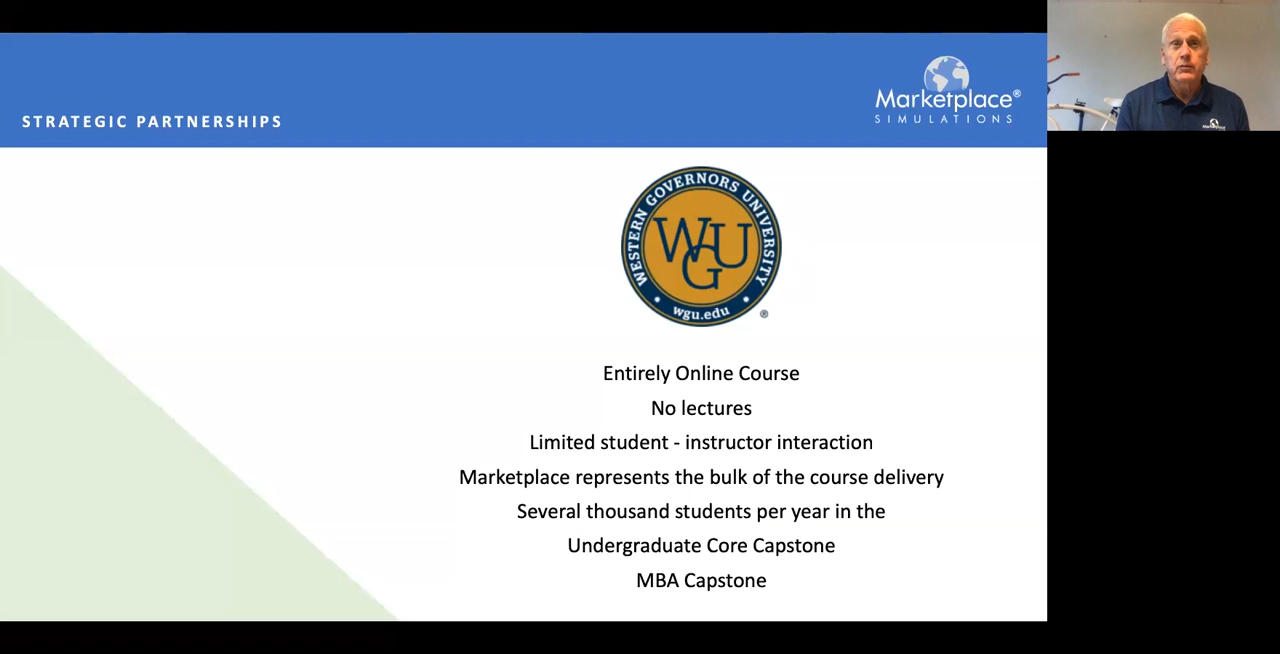 STRATEGIC PARTNERSHIPS
Marketplace®
SIMULATIONS
Marketplace
WESTERN GOVERNORS UNIVERSITY
WGU
wgu.edu
®
Entirely Online Course
No lectures
Limited student - instructor interaction
Marketplace represents the bulk of the course delivery
Several thousand students per year in the
Undergraduate Core Capstone
MBA Capstone